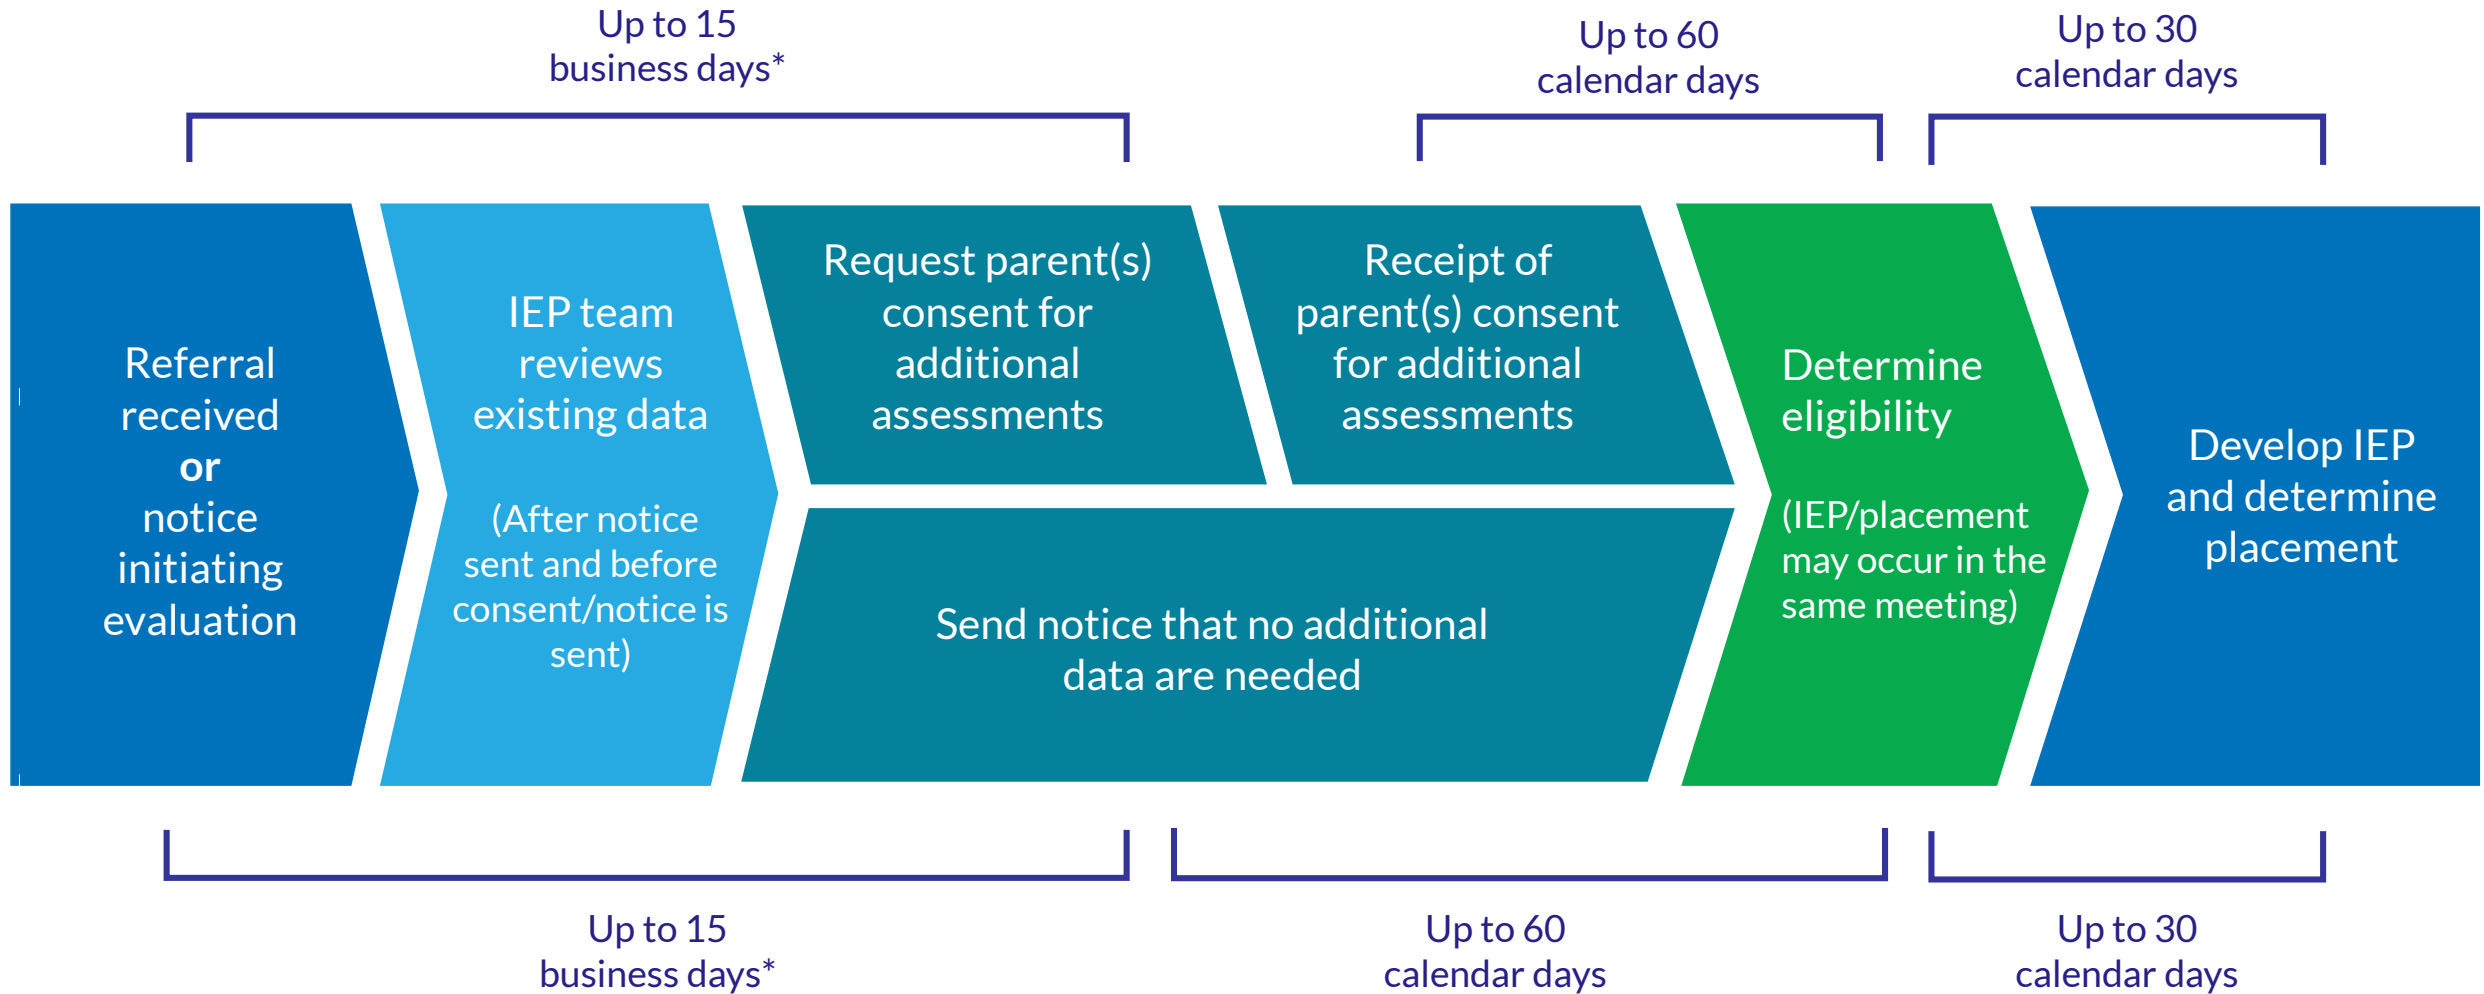 Up to 15
business days*
Up to 60
calendar days
Up to 30
calendar days
Referral
received
or
notice
initiating
evaluation
IEP team
reviews
existing data
(After notice
sent and before
consent/notice is
sent)
Request parent(s)
consent for
additional
assessments
Receipt of
parent(s) consent
for additional
assessments
Send notice that no additional
data are needed
Determine
eligibility
(IEP/placement
may occur in the
same meeting)
Develop IEP
and determine
placement
Up to 15
business days*
Up to 60
calendar days
Up to 30
calendar days